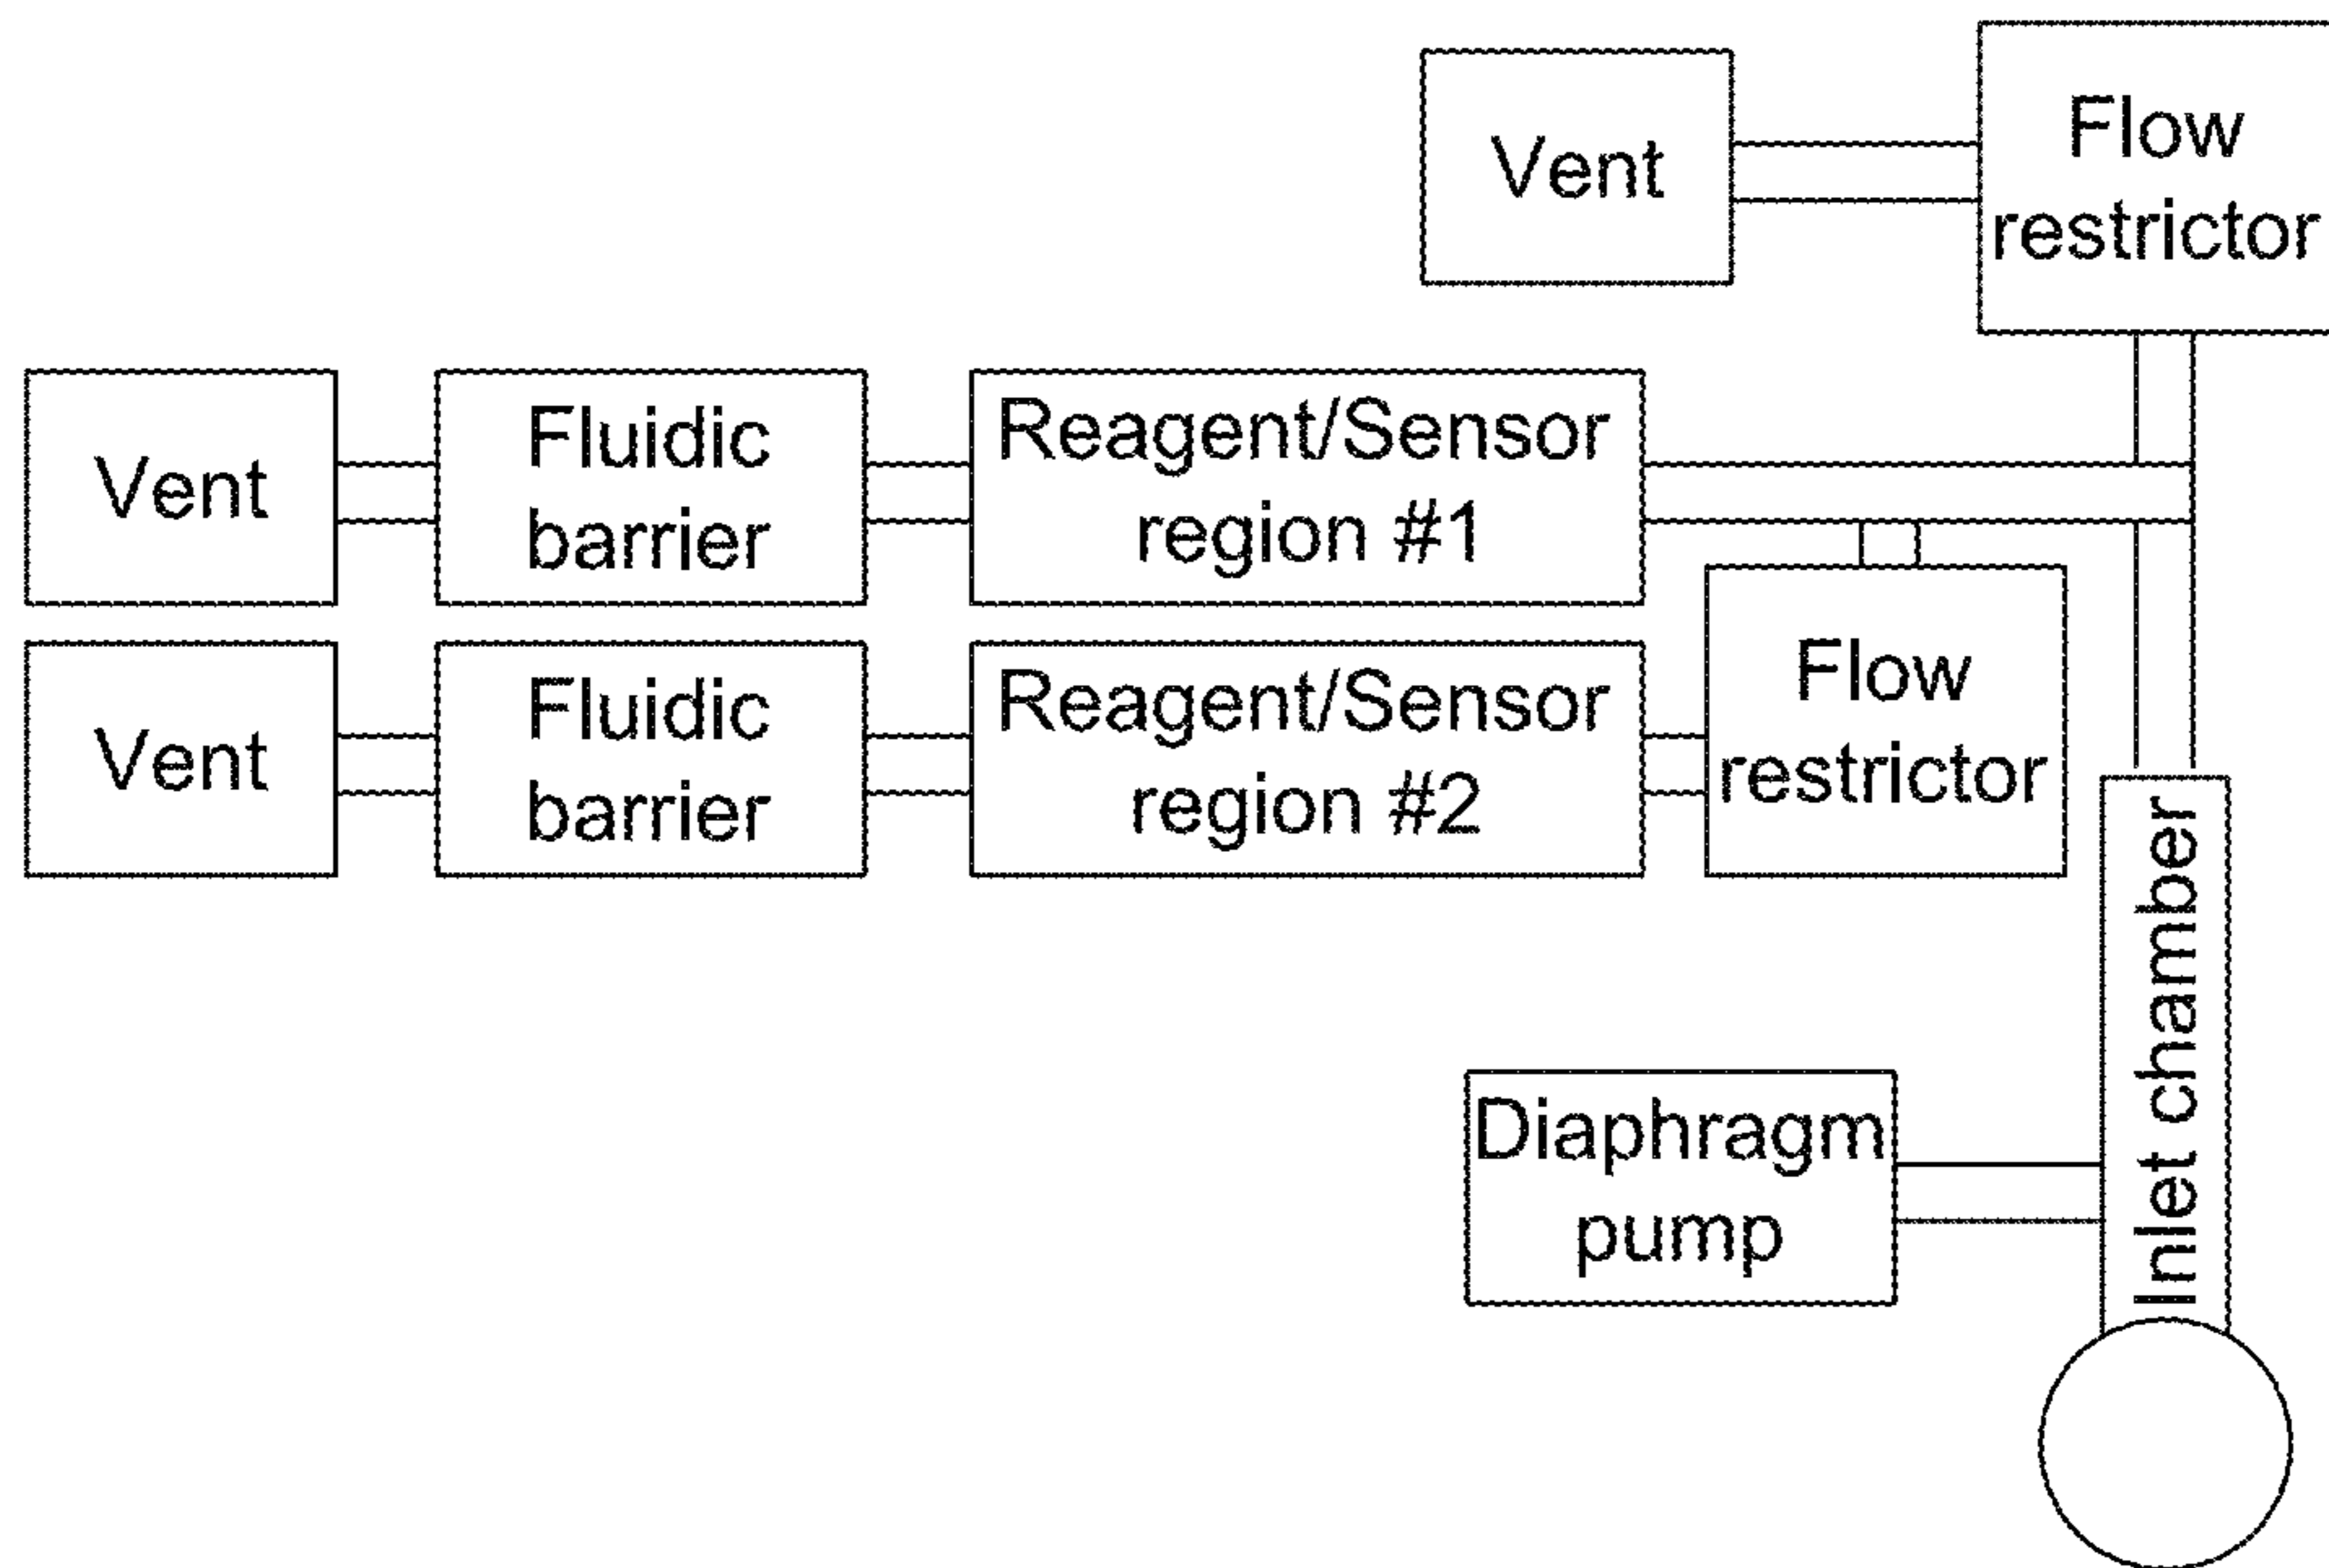 Vent
Flow
restrictor
Vent
Fluidic
barrier
Reagent/Sensor
region #1
Vent
Fluidic
barrier
Reagent/Sensor
region #2
Flow
restrictor
Inlet chamber
Diaphragm
pump